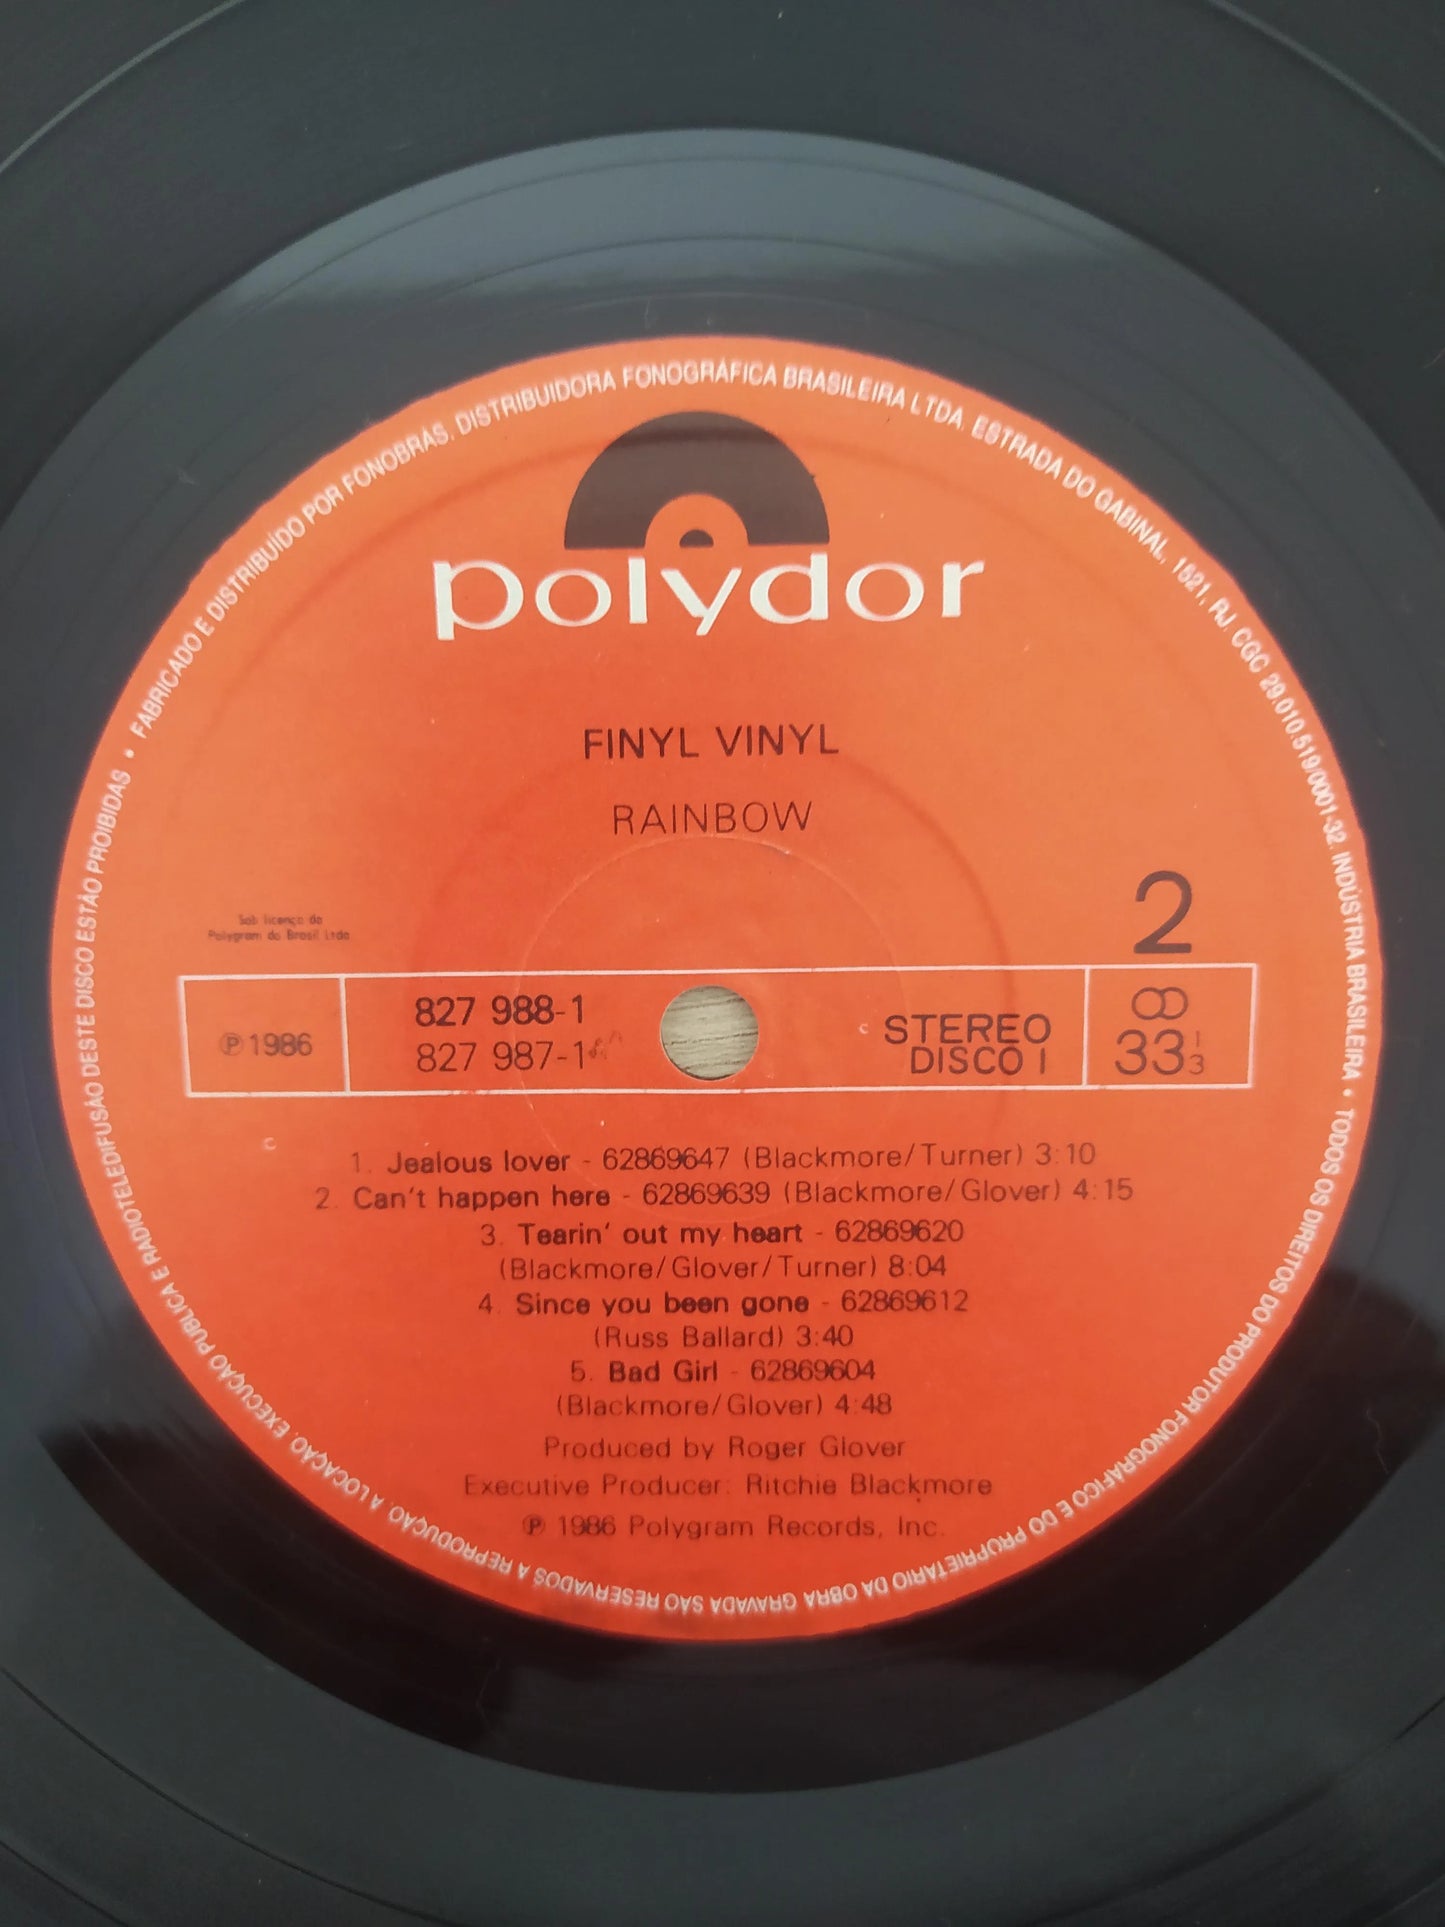 FABRICADO E DISTRIBUÍDO POR FONOBRÁS. DISTRIBUIDORA FONOGRÁFICA BRASILEIRA LTDA. ESTRADA DO GABINAL, 1521, RJ. CGC 29.010.519/0001-32. INDÚSTRIA BRASILEIRA • TODOS OS DIREITOS DO PRODUTOR FONOGRÁFICO E DO PROPRIETÁRIO DA OBRA GRAVADA SÃO RESERVADOS A REPRODUÇÃO. A LOCAÇÃO. EXECUÇÃO PUBLICA E RADIOTELEDIFUSÃO DESTE DISCO ESTÃO PROIBIDAS •
polydor
FINYL VINYL
RAINBOW
2
Sob licença da
Polygram do Brasil Ltda
℗1986
827 988-1
827 987-1
STEREO
DISCO I
33 1/3
1. Jealous lover - 62869647 (Blackmore/Turner) 3:10
2. Can't happen here - 62869639 (Blackmore/Glover) 4:15
3. Tearin' out my heart - 62869620
(Blackmore/Glover/Turner) 8:04
4. Since you been gone - 62869612
(Russ Ballard) 3:40
5. Bad Girl - 62869604
(Blackmore/Glover) 4:48
Produced by Roger Glover
Executive Producer: Ritchie Blackmore
℗ 1986 Polygram Records, Inc.